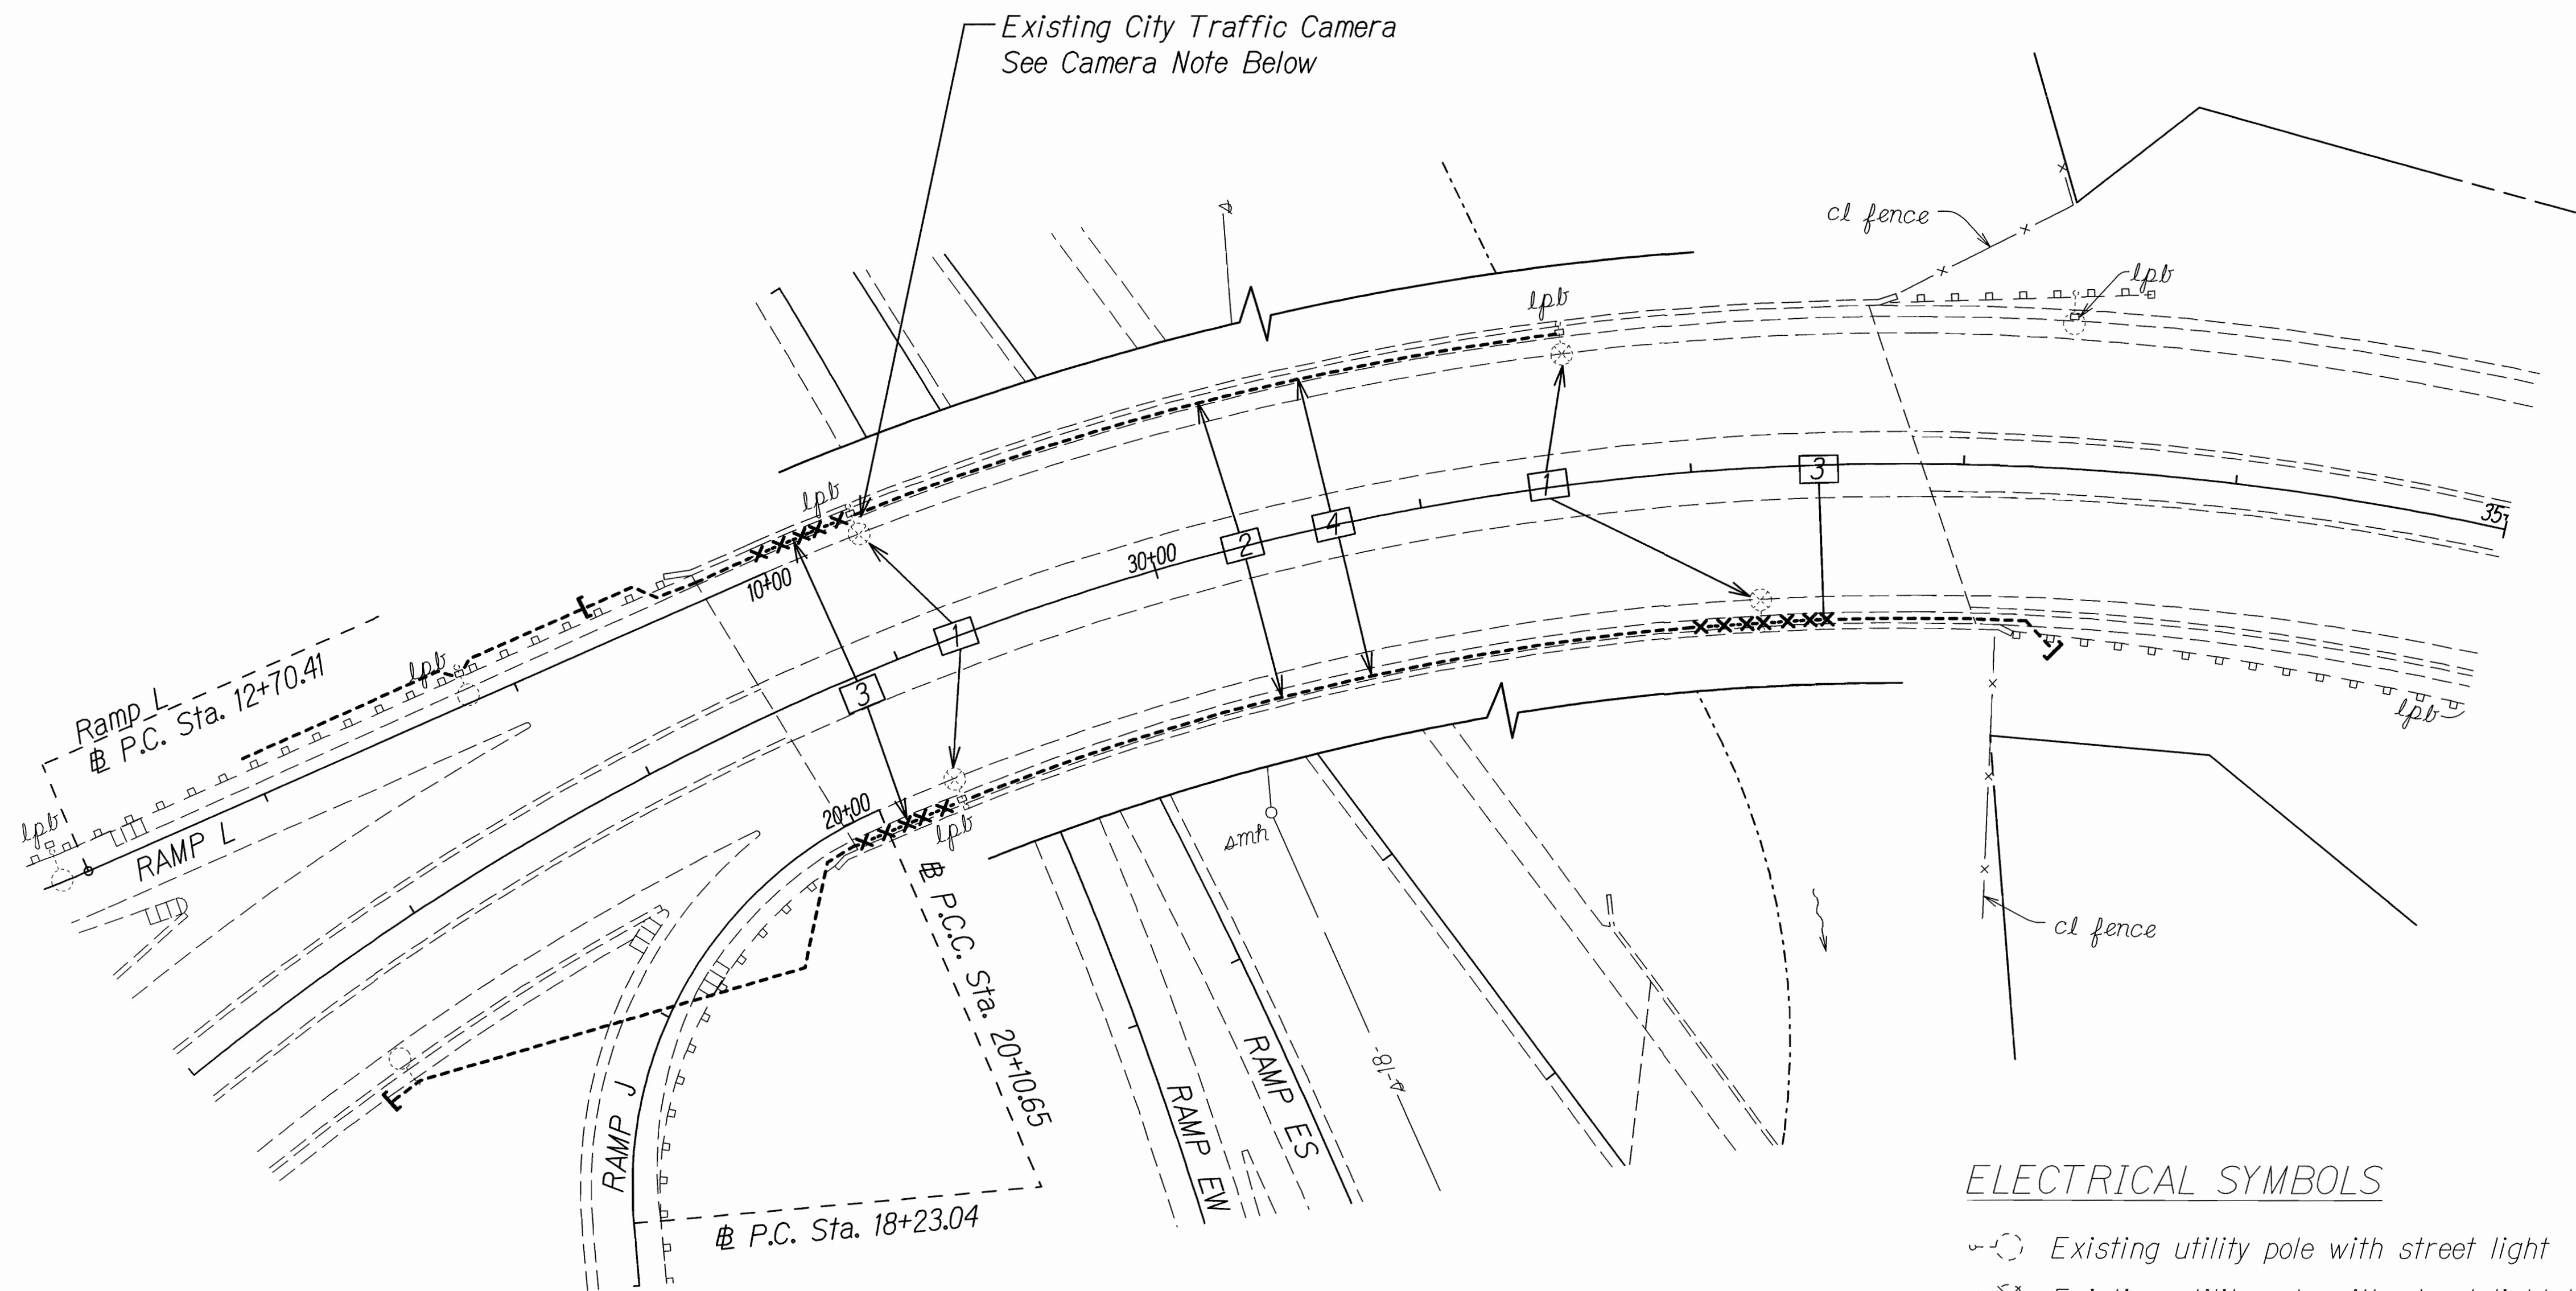 Existing City Traffic Camera
See Camera Note Below
cl fence
lpb
lpb
lpb
3
1
4
2
30+00
35
10+00
1
3
lpb
Ramp L
℄ P.C. Sta. 12+70.41
lpb
RAMP L
20+00
lpb
lpb
smh
cl fence
℄ P.C.C. Sta. 20+10.65
-18-
RAMP J
RAMP EW
RAMP ES
℄ P.C. Sta. 18+23.04
ELECTRICAL SYMBOLS
Existing utility pole with street light